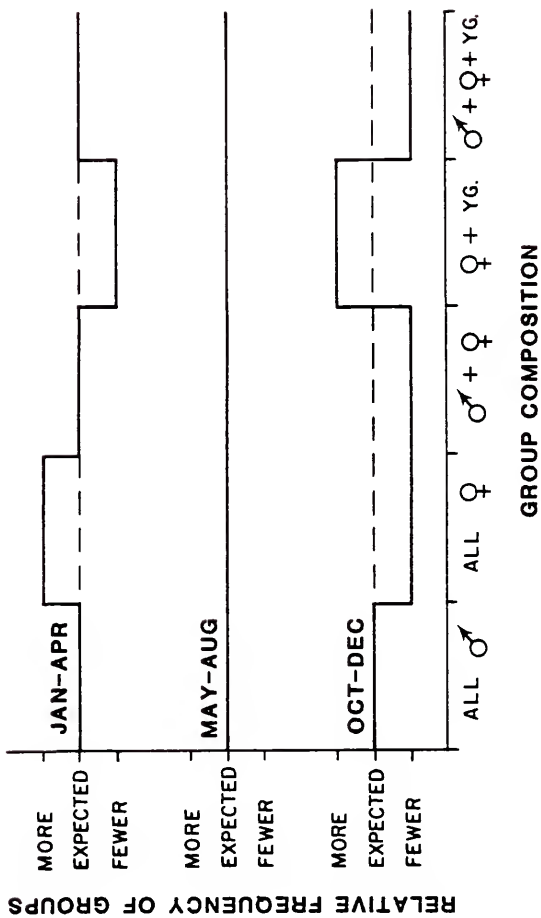 RELATIVE FREQUENCY OF GROUPS
MORE
EXPECTED
FEWER
JAN-APR
MORE
EXPECTED
FEWER
MAY-AUG
MORE
EXPECTED
FEWER
OCT-DEC
ALL ♂
ALL ♀
♂ + ♀
♀ + YG.
♂ + ♀ + YG.
GROUP COMPOSITION